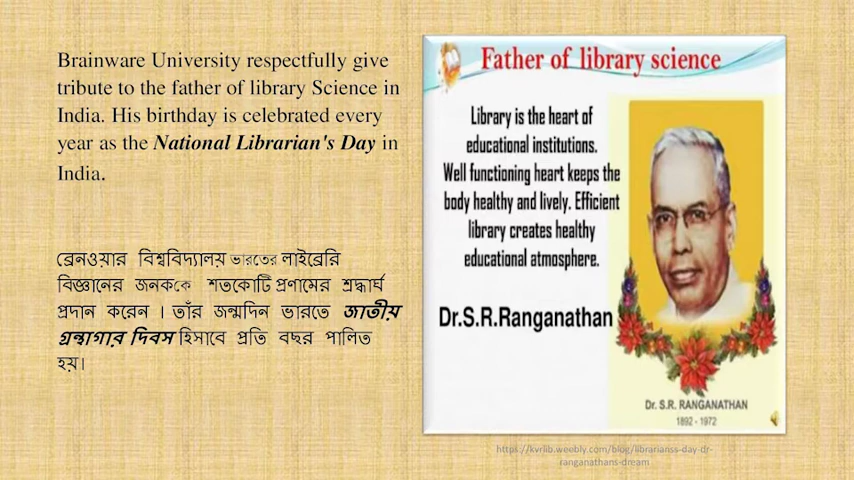 Brainware University respectfully give
tribute to the father of library Science in
India. His birthday is celebrated every
year as the National Librarian's Day in
India.
ব্রেনওয়ার বিশ্ববিদ্যালয় ভারতের লাইব্রেরি
বিজ্ঞানের জনককে শতকোটি প্রণামের শ্রদ্ধার্ঘ
প্রদান করেন । তাঁর জন্মদিন ভারতে জাতীয়
গ্রন্থাগার দিবস হিসাবে প্রতি বছর পালিত
হয়।
Father of library science
Library is the heart of
educational institutions.
Well functioning heart keeps the
body healthy and lively. Efficient
library creates healthy
educational atmosphere.
Dr.S.R.Ranganathan
Dr. S.R. RANGANATHAN
1892 - 1972
https://kvrlib.weebly.com/blog/librarianss-day-dr-
ranganathans-dream